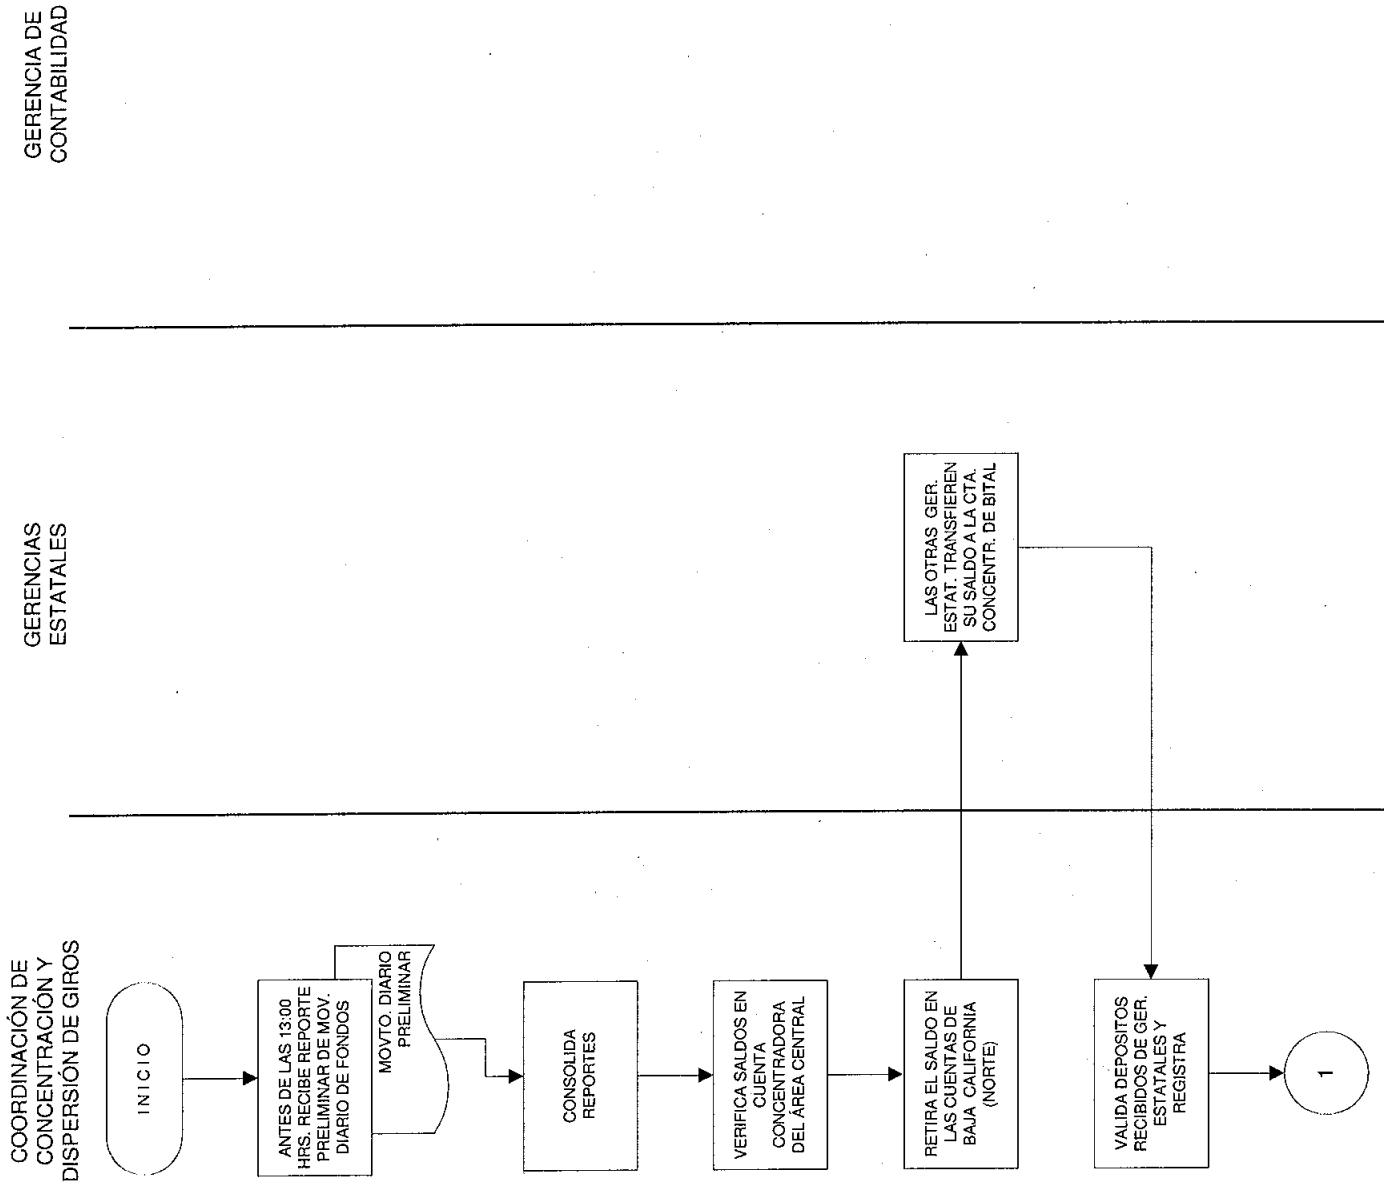 COORDINACIÓN DE
CONCENTRACIÓN Y
DISPERSIÓN DE GIROS
GERENCIAS
ESTATALES
GERENCIA DE
CONTABILIDAD
INICIO
ANTES DE LAS 13:00
HRS. RECIBE REPORTE
PRELIMINAR DE MOV.
DIARIO DE FONDOS
MOVTO. DIARIO
PRELIMINAR
CONSOLIDA
REPORTES
VERIFICA SALDOS EN
CUENTA
CONCENTRADORA
DEL ÁREA CENTRAL
RETIRA EL SALDO EN
LAS CUENTAS DE
BAJA CALIFORNIA
(NORTE)
LAS OTRAS GER.
ESTAT. TRANSFIEREN
SU SALDO A LA CTA.
CONCENTR. DE BITAL
VALIDA DEPOSITOS
RECIBIDOS DE GER.
ESTATALES Y
REGISTRA
1